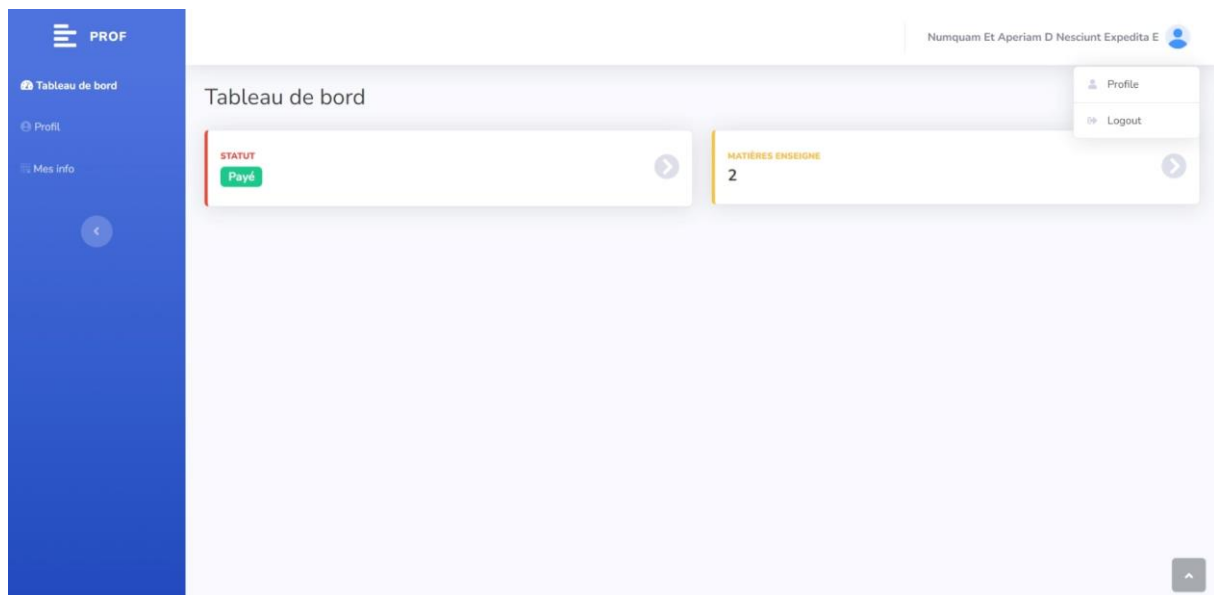 PROF
Numquam Et Aperiam D Nesciunt Expedita E
Tableau de bord
Profil
Mes info
Tableau de bord
Profile
Logout
STATUT
Payé
MATIÈRES ENSEIGNE
2